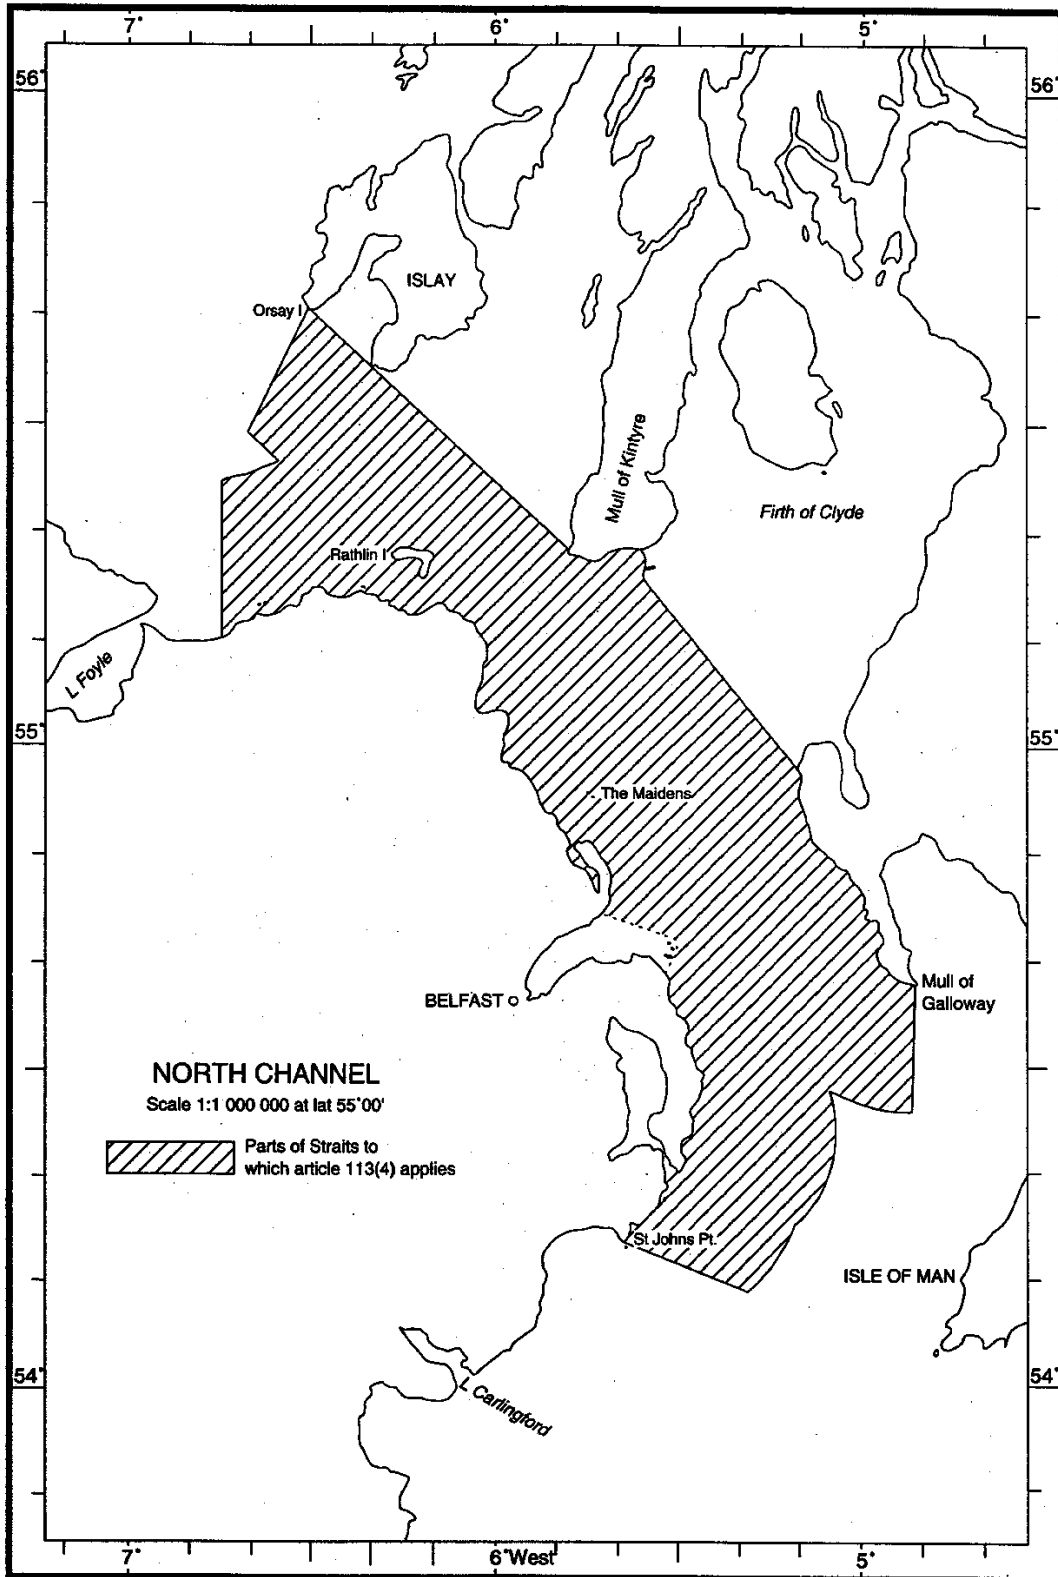 7° 6° 5°
56° 56°
ISLAY
Orsay I
Mull of Kintyre
Firth of Clyde
Rathlin I
L Foyle
55° 55°
The Maidens
Mull of
Galloway
BELFAST
NORTH CHANNEL
Scale 1:1 000 000 at lat 55°00'
Parts of Straits to
which article 113(4) applies
St Johns Pt.
ISLE OF MAN
54° 54°
L Carlingford
7° 6°West 5°